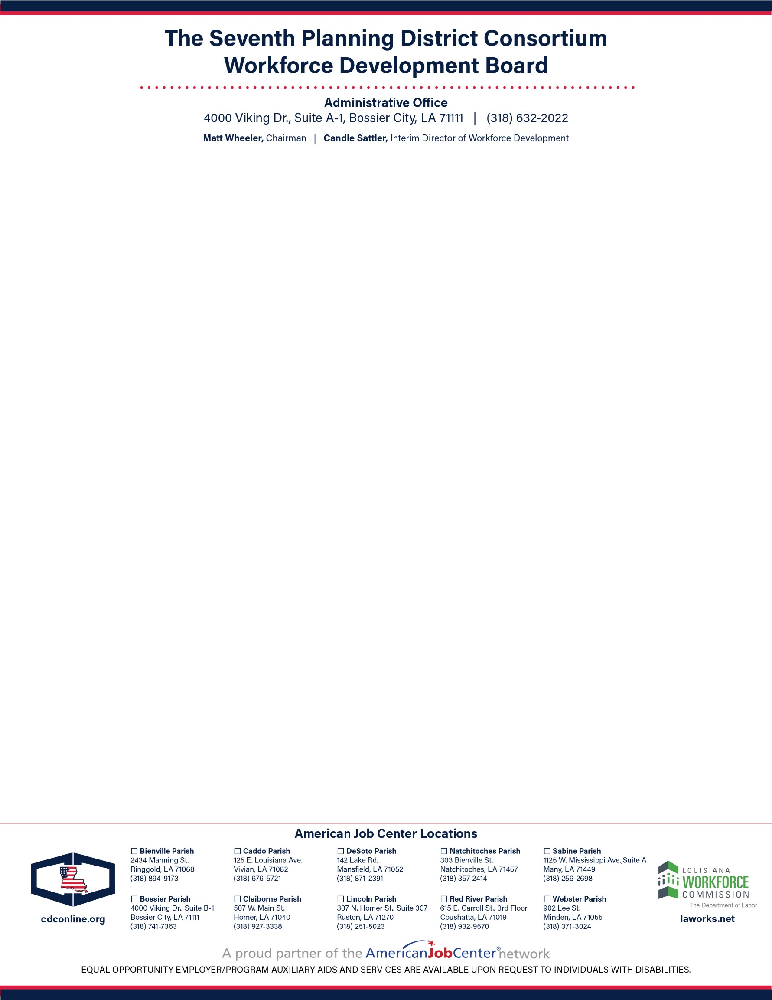 The Seventh Planning District Consortium
Workforce Development Board
Administrative Office
4000 Viking Dr., Suite A-1, Bossier City, LA 71111 | (318) 632-2022
Matt Wheeler, Chairman | Candle Sattler, Interim Director of Workforce Development
American Job Center Locations
☐ Bienville Parish
2434 Manning St.
Ringgold, LA 71068
(318) 894-9173
☐ Caddo Parish
125 E. Louisiana Ave.
Vivian, LA 71082
(318) 676-5721
☐ DeSoto Parish
142 Lake Rd.
Mansfield, LA 71052
(318) 871-2391
☐ Natchitoches Parish
303 Bienville St.
Natchitoches, LA 71457
(318) 357-2414
☐ Sabine Parish
1125 W. Mississippi Ave.,Suite A
Many, LA 71449
(318) 256-2698
☐ Bossier Parish
4000 Viking Dr., Suite B-1
Bossier City, LA 71111
(318) 741-7363
☐ Claiborne Parish
507 W. Main St.
Homer, LA 71040
(318) 927-3338
☐ Lincoln Parish
307 N. Homer St., Suite 307
Ruston, LA 71270
(318) 251-5023
☐ Red River Parish
615 E. Carroll St., 3rd Floor
Coushatta, LA 71019
(318) 932-9570
☐ Webster Parish
902 Lee St.
Minden, LA 71055
(318) 371-3024
cdconline.org
LOUISIANA
WORKFORCE
COMMISSION
The Department of Labor
laworks.net
A proud partner of the AmericanJobCenter® network
EQUAL OPPORTUNITY EMPLOYER/PROGRAM AUXILIARY AIDS AND SERVICES ARE AVAILABLE UPON REQUEST TO INDIVIDUALS WITH DISABILITIES.